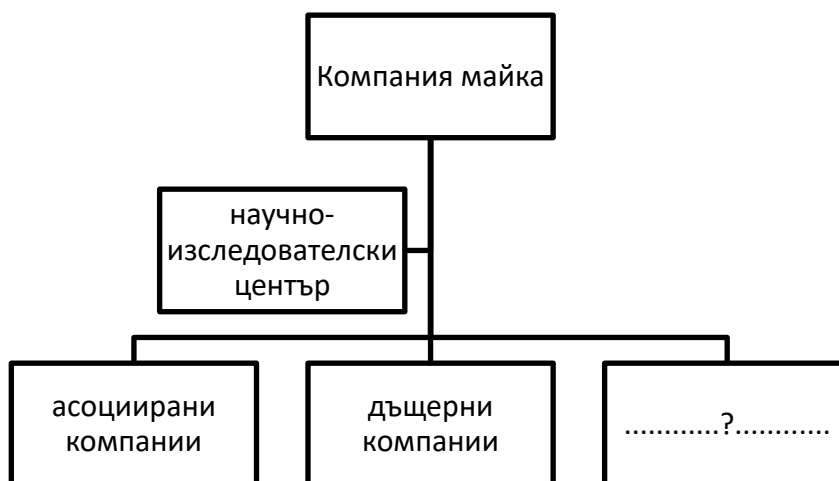 Компания майка
научно-
изследователски
център
асоциирани
компании
дъщерни
компании
............?............